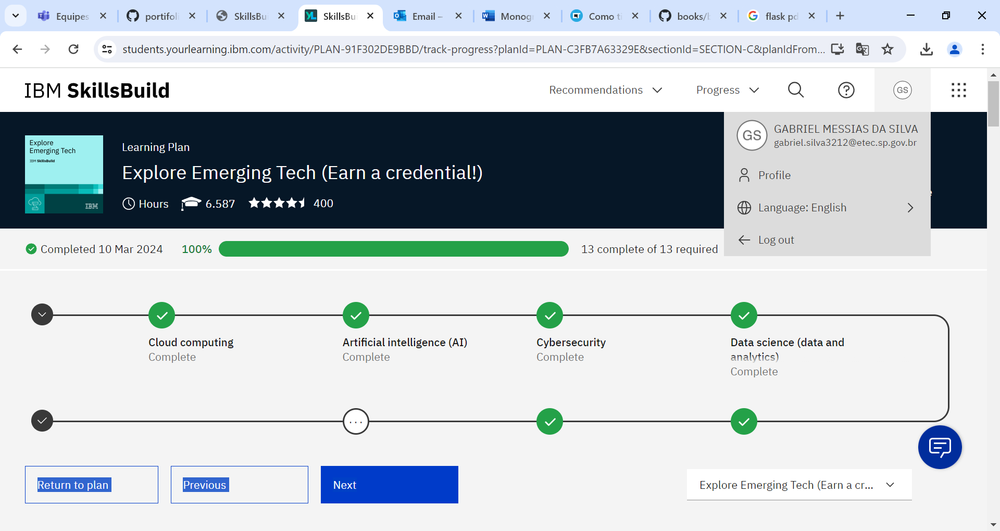 Equipes
portifoli
SkillsBu
SkillsBui
Email –
Monogr
Como ti
books/b
flask pd
students.yourlearning.ibm.com/activity/PLAN-91F302DE9BBD/track-progress?planId=PLAN-C3FB7A63329E&sectionId=SECTION-C&planIdFrom...
IBM SkillsBuild
Recommendations
Progress
GS
GS
GABRIEL MESSIAS DA SILVA
gabriel.silva3212@etec.sp.gov.br
Profile
Language: English
Log out
Explore
Emerging Tech
IBM SkillsBuild
IBM
Learning Plan
Explore Emerging Tech (Earn a credential!)
Hours
6.587
400
Completed 10 Mar 2024
100%
13 complete of 13 required
Cloud computing
Complete
Artificial intelligence (AI)
Complete
Cybersecurity
Complete
Data science (data and
analytics)
Complete
...
Return to plan
Previous
Next
Explore Emerging Tech (Earn a cr...